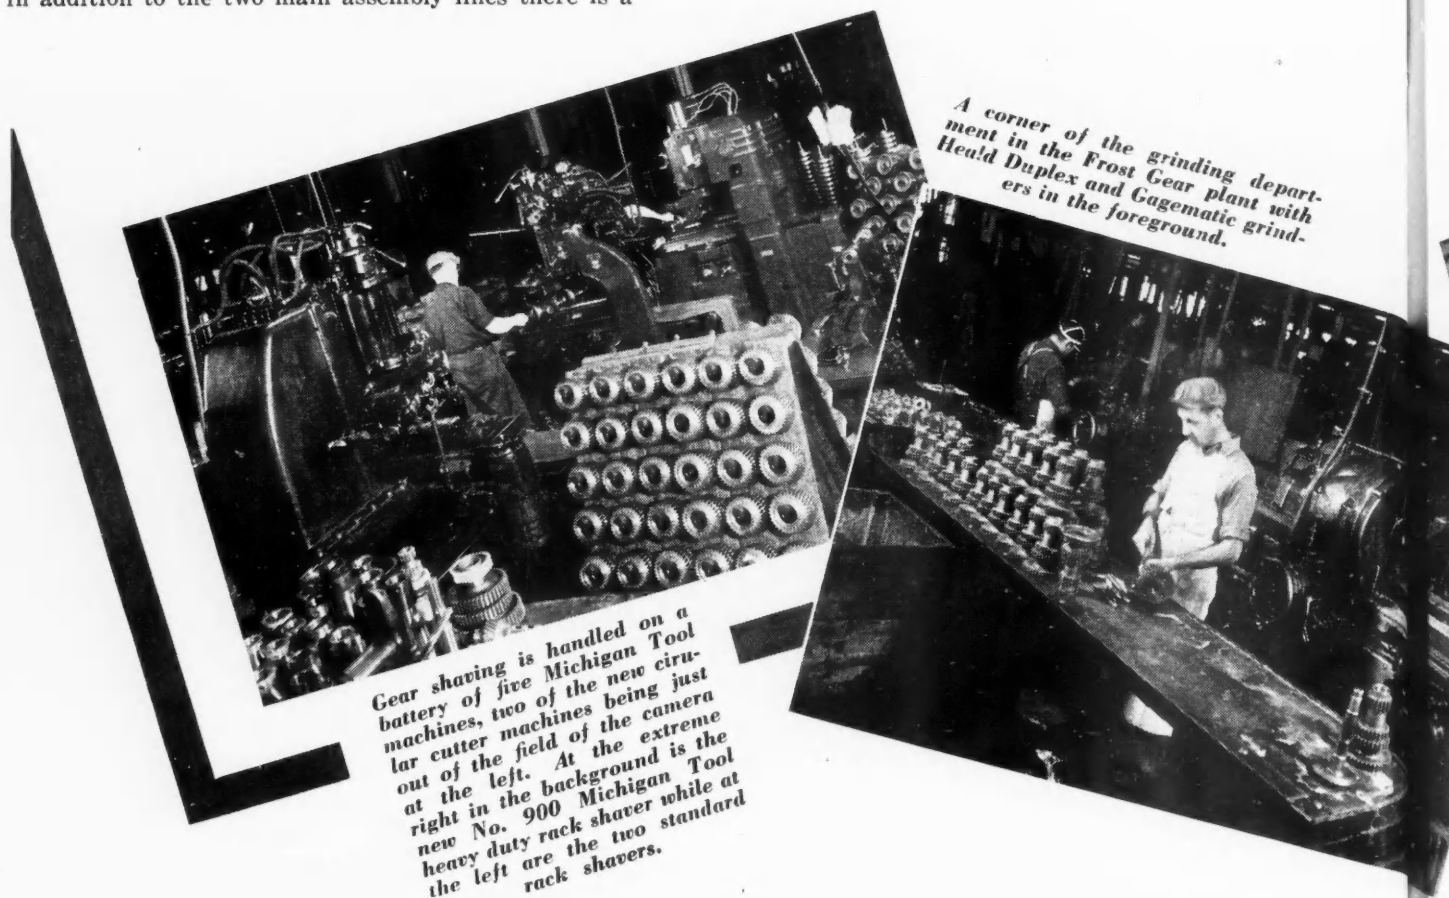 in addition to the two main assembly lines there is a
A corner of the grinding depart-
ment in the Frost Gear plant with
Hea!d Duplex and Gagematic grind-
ers in the foreground.
Gear shaving is handled on a
battery of five Michigan Tool
machines, two of the new ciru-
lar cutter machines being just
out of the field of the camera
at the left. At the extreme
right in the background is the
new No. 900 Michigan Tool
heavy duty rack shaver while at
the left are the two standard
rack shavers.